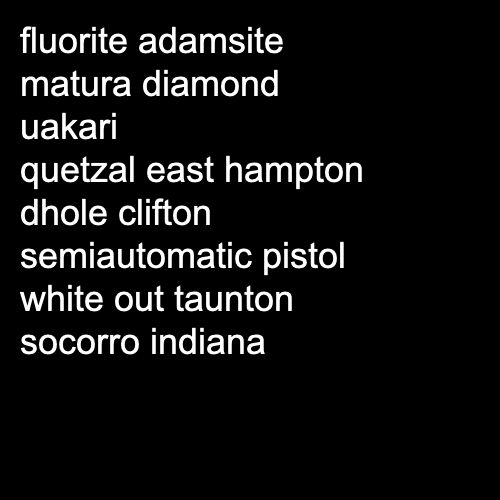 fluorite adamsite
matura diamond
uakari
quetzal east hampton
dhole clifton
semiautomatic pistol
white out taunton
socorro indiana